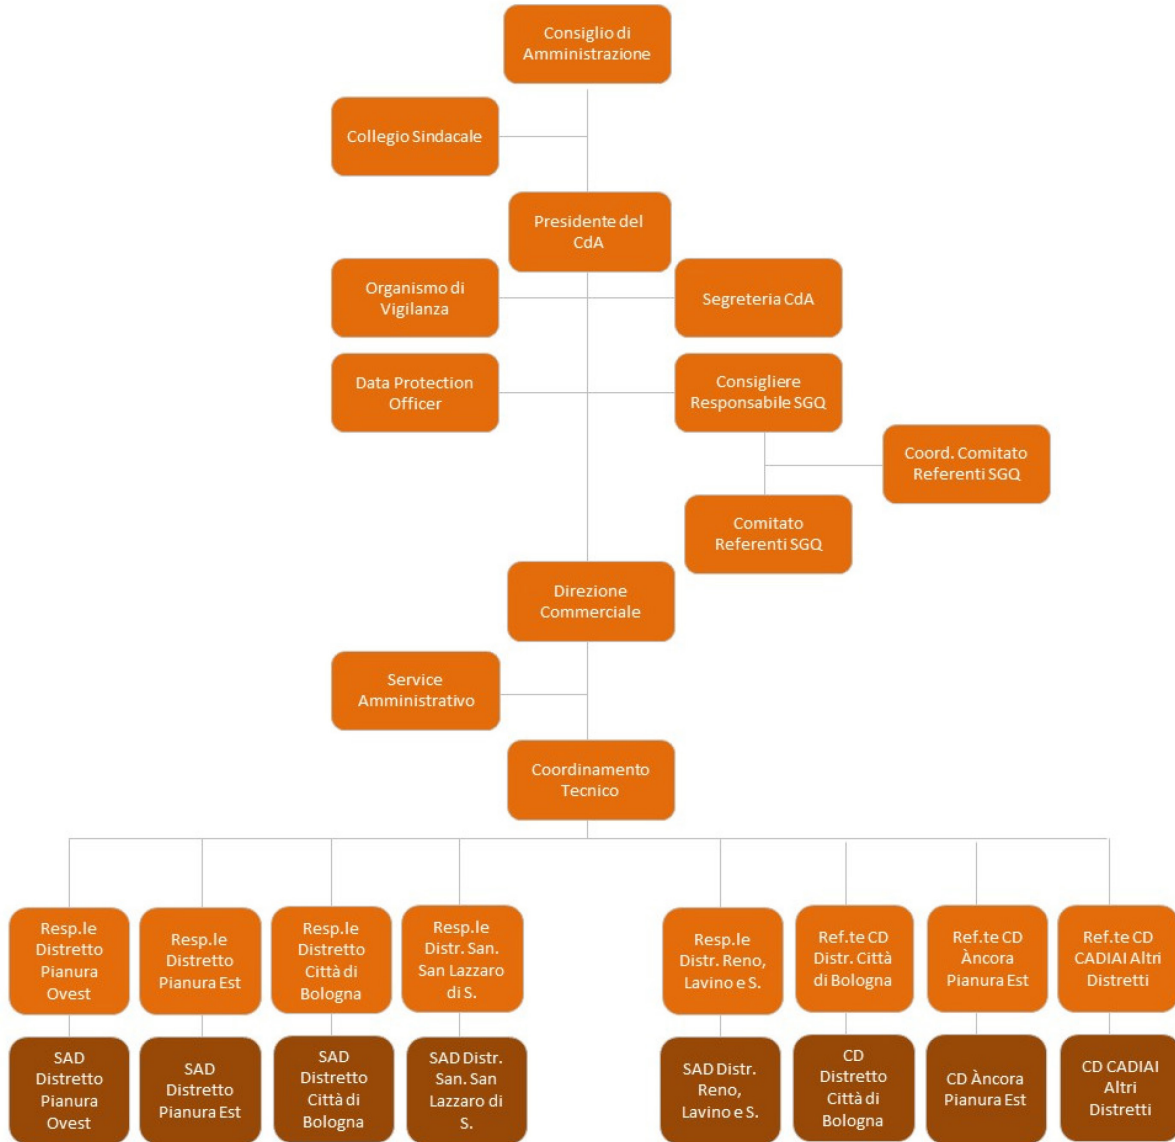 Consiglio di
Amministrazione
Collegio Sindacale
Presidente del
CdA
Organismo di
Vigilanza
Segreteria CdA
Data Protection
Officer
Consigliere
Responsabile SGQ
Coord. Comitato
Referenti SGQ
Comitato
Referenti SGQ
Direzione
Commerciale
Service
Amministrativo
Coordinamento
Tecnico
Resp.le
Distretto
Pianura
Ovest
Resp.le
Distretto
Pianura Est
Resp.le
Distretto
Città di
Bologna
Resp.le
Distr. San.
San Lazzaro
di S.
Resp.le
Distr. Reno,
Lavino e S.
Ref.te CD
Distr. Città
di Bologna
Ref.te CD
Àncora
Pianura Est
Ref.te CD
CADIAI Altri
Distretti
SAD
Distretto
Pianura
Ovest
SAD
Distretto
Pianura Est
SAD
Distretto
Città di
Bologna
SAD Distr.
San. San
Lazzaro di
S.
SAD Distr.
Reno,
Lavino e S.
CD
Distretto
Città di
Bologna
CD Àncora
Pianura Est
CD CADIAI
Altri
Distretti